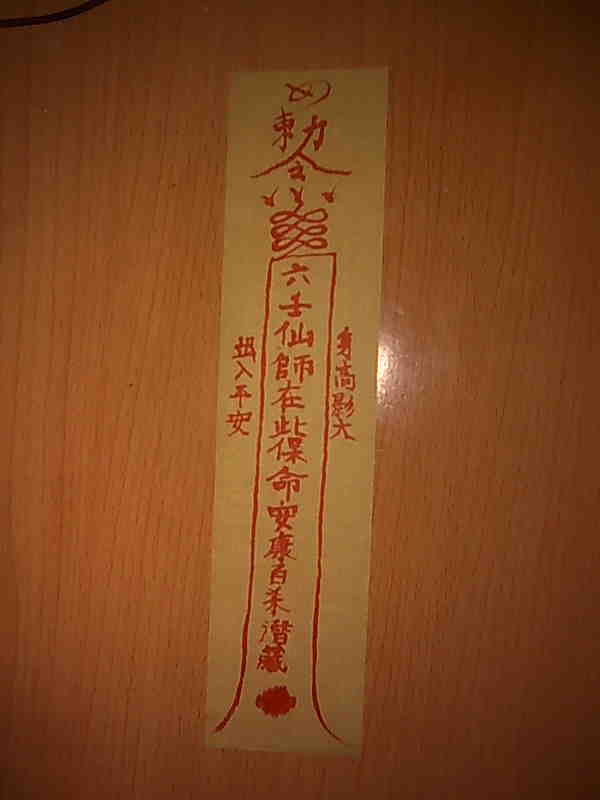 勅令
六壬仙師在此保命安康百杀潛藏
身高影大
出入平安